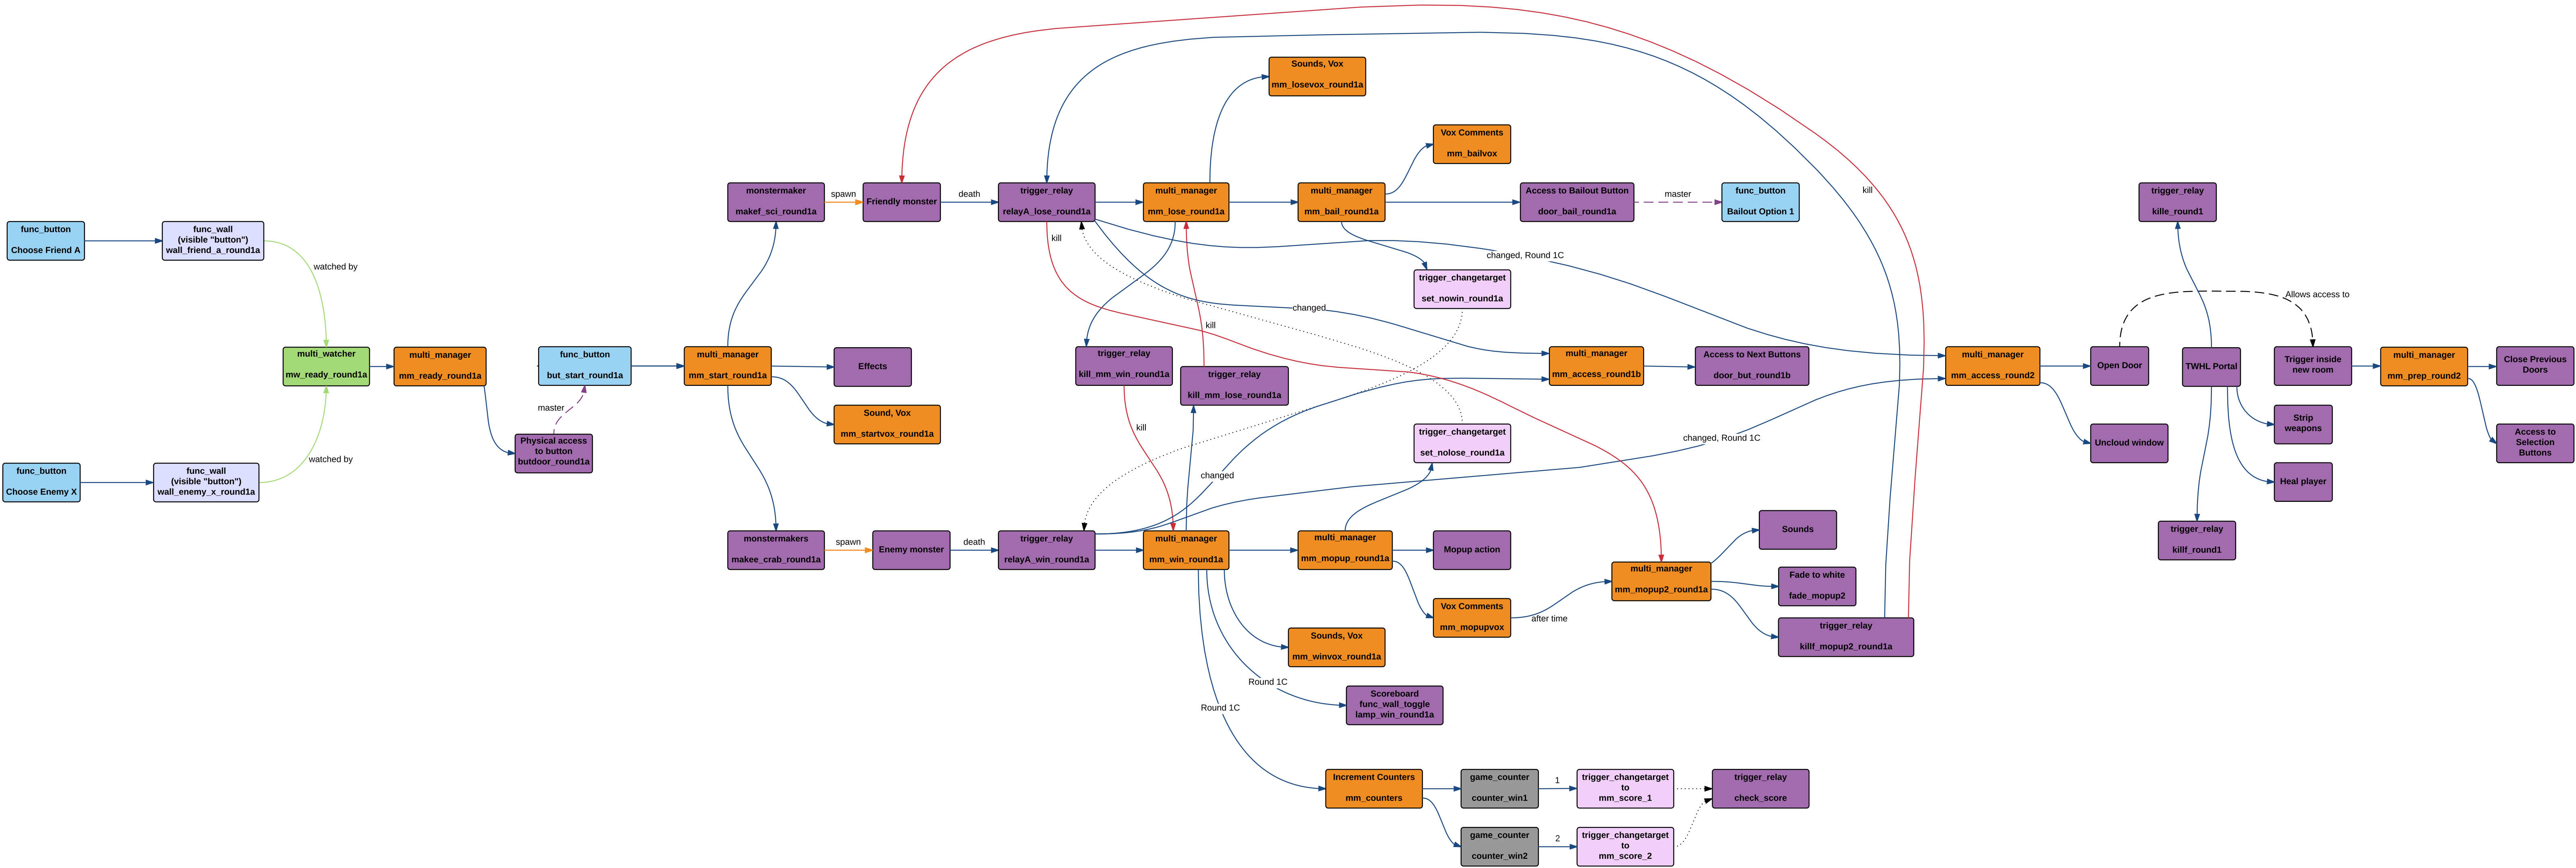 Sounds, Vox
mm_losevox_round1a
Vox Comments
mm_bailvox
monstermaker
makef_sci_round1a
spawn
Friendly monster
death
trigger_relay
relayA_lose_round1a
multi_manager
mm_lose_round1a
multi_manager
mm_bail_round1a
Access to Bailout Button
door_bail_round1a
master
func_button
Bailout Option 1
kill
trigger_relay
kille_round1
func_button
Choose Friend A
func_wall
(visible "button")
wall_friend_a_round1a
watched by
kill
changed, Round 1C
trigger_changetarget
set_nowin_round1a
changed
Allows access to
kill
multi_watcher
mw_ready_round1a
multi_manager
mm_ready_round1a
func_button
but_start_round1a
multi_manager
mm_start_round1a
Effects
trigger_relay
kill_mm_win_round1a
trigger_relay
kill_mm_lose_round1a
multi_manager
mm_access_round1b
Access to Next Buttons
door_but_round1b
multi_manager
mm_access_round2
Open Door
TWHL Portal
Trigger inside
new room
multi_manager
mm_prep_round2
Close Previous
Doors
master
Sound, Vox
mm_startvox_round1a
kill
Physical access
to button
butdoor_round1a
trigger_changetarget
set_nolose_round1a
changed, Round 1C
Uncloud window
Strip
weapons
Access to
Selection
Buttons
func_button
Choose Enemy X
func_wall
(visible "button")
wall_enemy_x_round1a
watched by
changed
Heal player
monstermakers
makee_crab_round1a
spawn
Enemy monster
death
trigger_relay
relayA_win_round1a
multi_manager
mm_win_round1a
multi_manager
mm_mopup_round1a
Mopup action
Sounds
trigger_relay
killf_round1
multi_manager
mm_mopup2_round1a
Fade to white
fade_mopup2
Vox Comments
mm_mopupvox
after time
trigger_relay
killf_mopup2_round1a
Sounds, Vox
mm_winvox_round1a
Round 1C
Scoreboard
func_wall_toggle
lamp_win_round1a
Round 1C
Increment Counters
mm_counters
game_counter
counter_win1
1
trigger_changetarget
to
mm_score_1
trigger_relay
check_score
game_counter
counter_win2
2
trigger_changetarget
to
mm_score_2